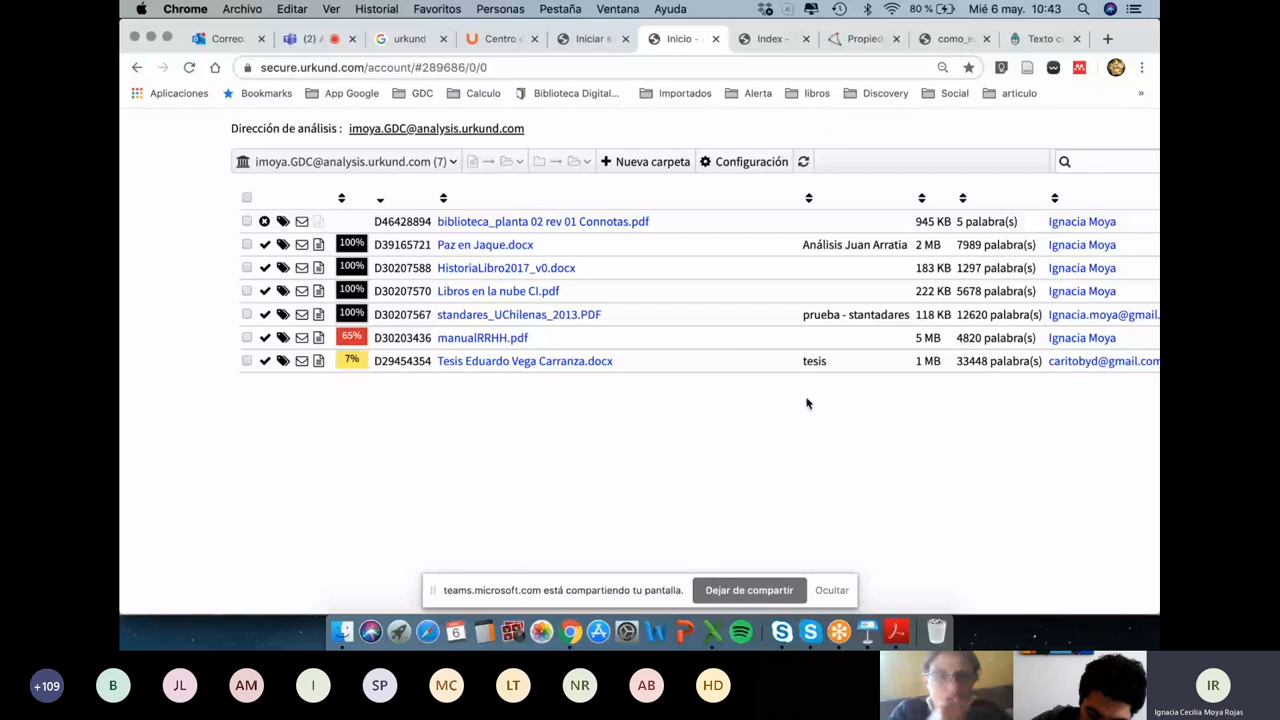 Chrome Archivo Editar Ver Historial Favoritos Personas Pestaña Ventana Ayuda 80 % Mié 6 may. 10:43
Correo. × (2) A × urkund × Centro d × Iniciar s × Inicio - × Index - × Propied × como_e × Texto c ×
secure.urkund.com/account/#289686/0/0
Aplicaciones Bookmarks App Google GDC Calculo Biblioteca Digital... Importados Alerta libros Discovery Social articulo »
Dirección de análisis : imoya.GDC@analysis.urkund.com
imoya.GDC@analysis.urkund.com (7) Nueva carpeta Configuración
D46428894 biblioteca_planta 02 rev 01 Connotas.pdf 945 KB 5 palabra(s) Ignacia Moya
100% D39165721 Paz en Jaque.docx Análisis Juan Arratia 2 MB 7989 palabra(s) Ignacia Moya
100% D30207588 HistoriaLibro2017_v0.docx 183 KB 1297 palabra(s) Ignacia Moya
100% D30207570 Libros en la nube CI.pdf 222 KB 5678 palabra(s) Ignacia Moya
100% D30207567 standares_UChilenas_2013.PDF prueba - stantadares 118 KB 12620 palabra(s) Ignacia.moya@gmail.
65% D30203436 manualRRHH.pdf 5 MB 4820 palabra(s) Ignacia Moya
7% D29454354 Tesis Eduardo Vega Carranza.docx tesis 1 MB 33448 palabra(s) caritobyd@gmail.com
teams.microsoft.com está compartiendo tu pantalla. Dejar de compartir Ocultar
6
+109 B JL AM I SP MC LT NR AB HD IR
Ignacia Cecilia Moya Rojas